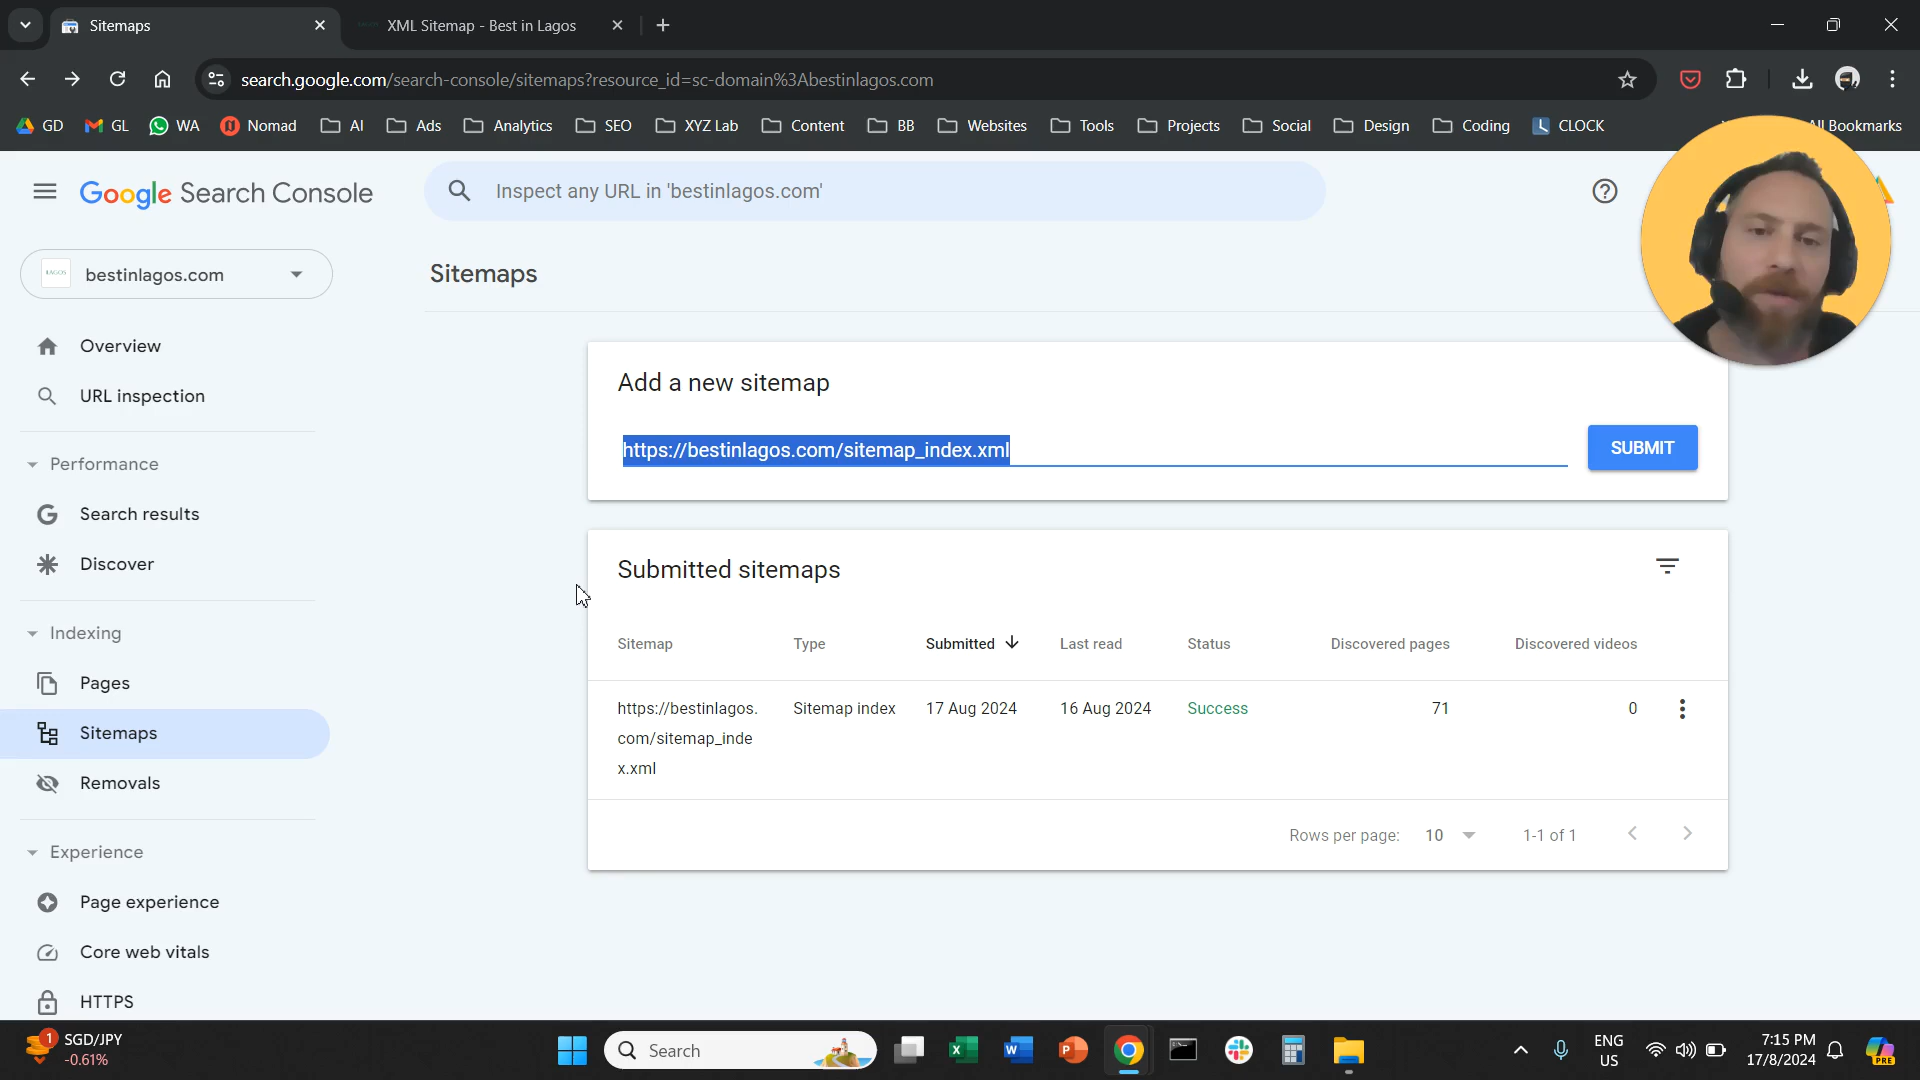 Sitemaps
XML Sitemap - Best in Lagos
search.google.com/search-console/sitemaps?resource_id=sc-domain%3Abestinlagos.com
GD
GL
WA
Nomad
AI
Ads
Analytics
SEO
XYZ Lab
Content
BB
Websites
Tools
Projects
Social
Design
Coding
CLOCK
All Bookmarks
Google Search Console
Inspect any URL in 'bestinlagos.com'
LAGOS
bestinlagos.com
Sitemaps
Overview
URL inspection
Performance
Search results
Discover
Indexing
Pages
Sitemaps
Removals
Experience
Page experience
Core web vitals
HTTPS
Add a new sitemap
https://bestinlagos.com/sitemap_index.xml
SUBMIT
Submitted sitemaps
Sitemap Type Submitted Last read Status Discovered pages Discovered videos
https://bestinlagos. Sitemap index 17 Aug 2024 16 Aug 2024 Success 71 0
com/sitemap_inde
x.xml
Rows per page: 10 1-1 of 1
1
SGD/JPY
-0.61%
Search
ENG
US
7:15 PM
17/8/2024
PRE